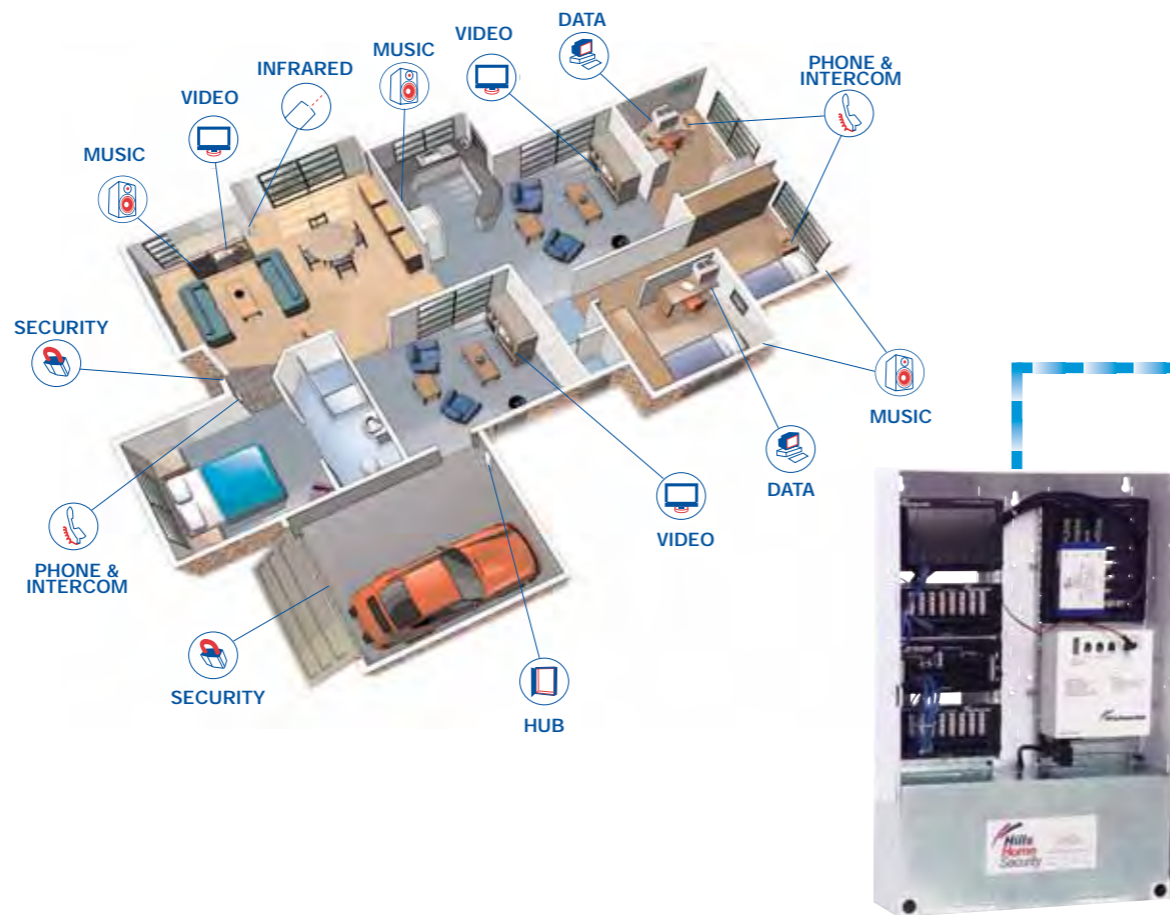 DATA
VIDEO
MUSIC
PHONE &
INTERCOM
INFRARED
VIDEO
MUSIC
SECURITY
MUSIC
DATA
VIDEO
PHONE &
INTERCOM
SECURITY
HUB
Hills
Home
Security